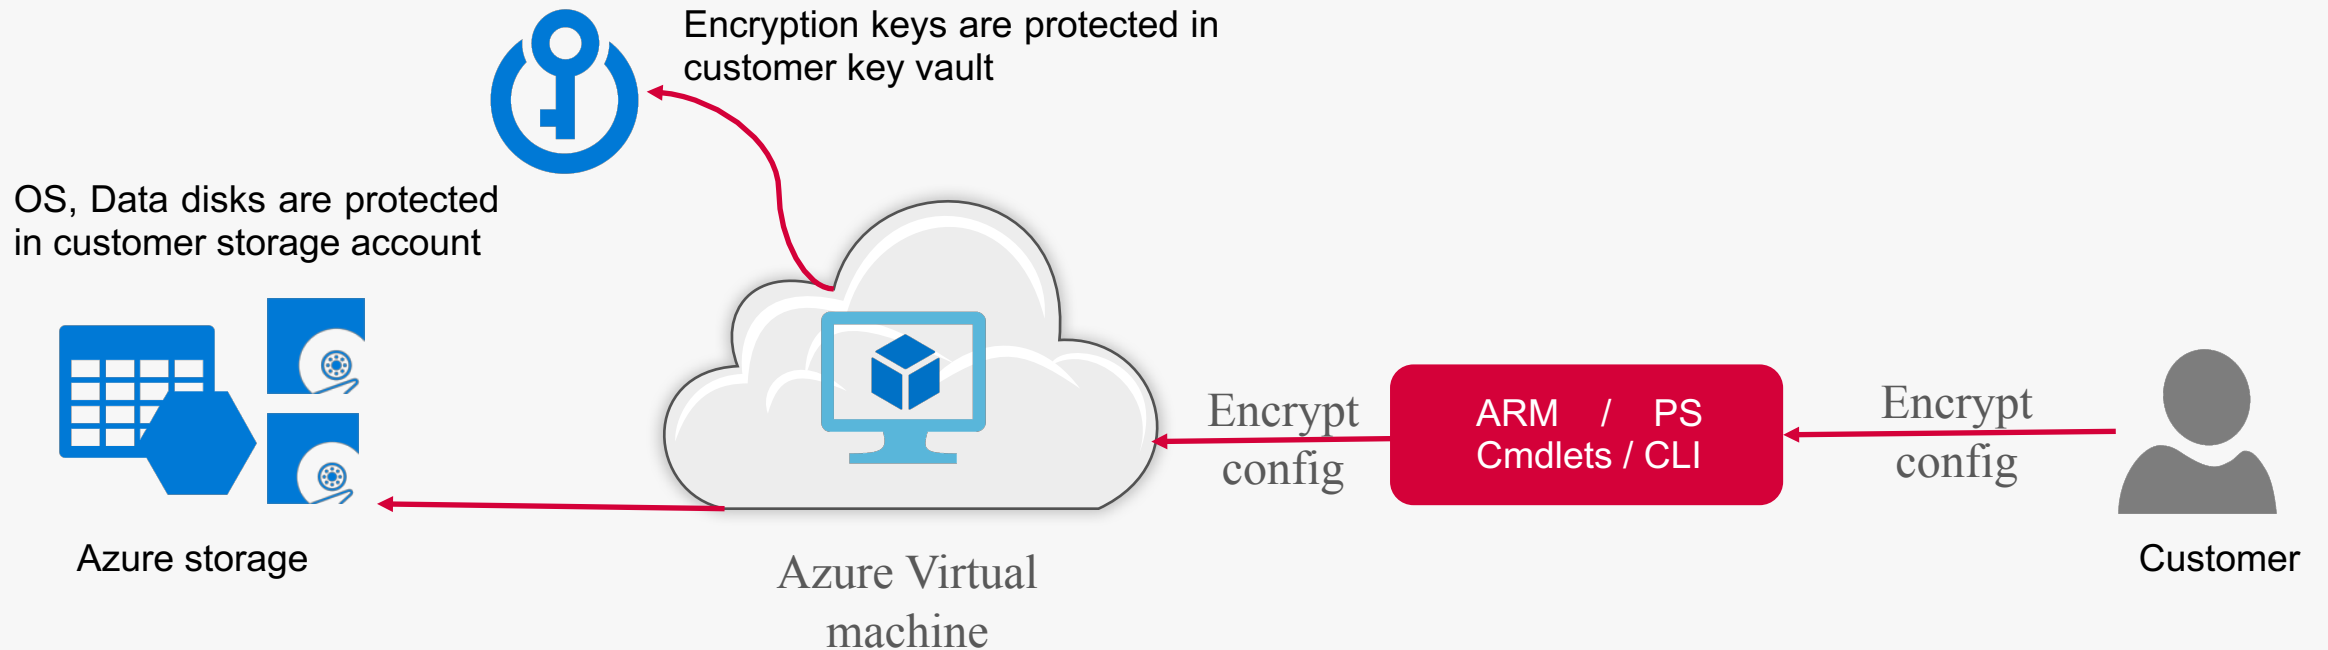 Encryption keys are protected in
customer key vault
OS, Data disks are protected
in customer storage account
Encrypt
config
ARM / PS
Cmdlets / CLI
Encrypt
config
Azure storage
Azure Virtual
machine
Customer